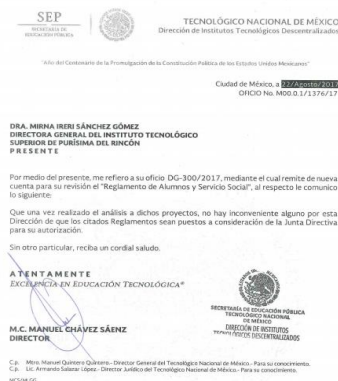 SEP
SECRETARÍA DE
EDUCACIÓN PÚBLICA
TECNOLÓGICO NACIONAL DE MÉXICO
Dirección de Institutos Tecnológicos Descentralizados
"Año del Centenario de la Promulgación de la Constitución Política de los Estados Unidos Mexicanos"
Ciudad de México, a 22/Agosto/2017
OFICIO No. M00.0.1/1376/17
DRA. MIRNA IRERI SÁNCHEZ GÓMEZ
DIRECTORA GENERAL DEL INSTITUTO TECNOLÓGICO
SUPERIOR DE PURÍSIMA DEL RINCÓN
P R E S E N T E
Por medio del presente, me refiero a su oficio DG-300/2017, mediante el cual remite de nueva
cuenta para su revisión el "Reglamento de Alumnos y Servicio Social", al respecto le comunico
lo siguiente:
Que una vez realizado el análisis a dichos proyectos, no hay inconveniente alguno por esta
Dirección de que los citados Reglamentos sean puestos a consideración de la Junta Directiva
para su autorización.
Sin otro particular, reciba un cordial saludo.
A T E N T A M E N T E
EXCELENCIA EN EDUCACIÓN TECNOLÓGICA®
SECRETARÍA DE EDUCACIÓN PÚBLICA
TECNOLÓGICO NACIONAL
DE MÉXICO
DIRECCIÓN DE INSTITUTOS
TECNOLÓGICOS DESCENTRALIZADOS
M.C. MANUEL CHÁVEZ SÁENZ
DIRECTOR
C.p. Mtro. Manuel Quintero Quintero.- Director General del Tecnológico Nacional de México.- Para su conocimiento.
C.p. Lic. Armando Salazar López.- Director Jurídico del Tecnológico Nacional de México.- Para su conocimiento.